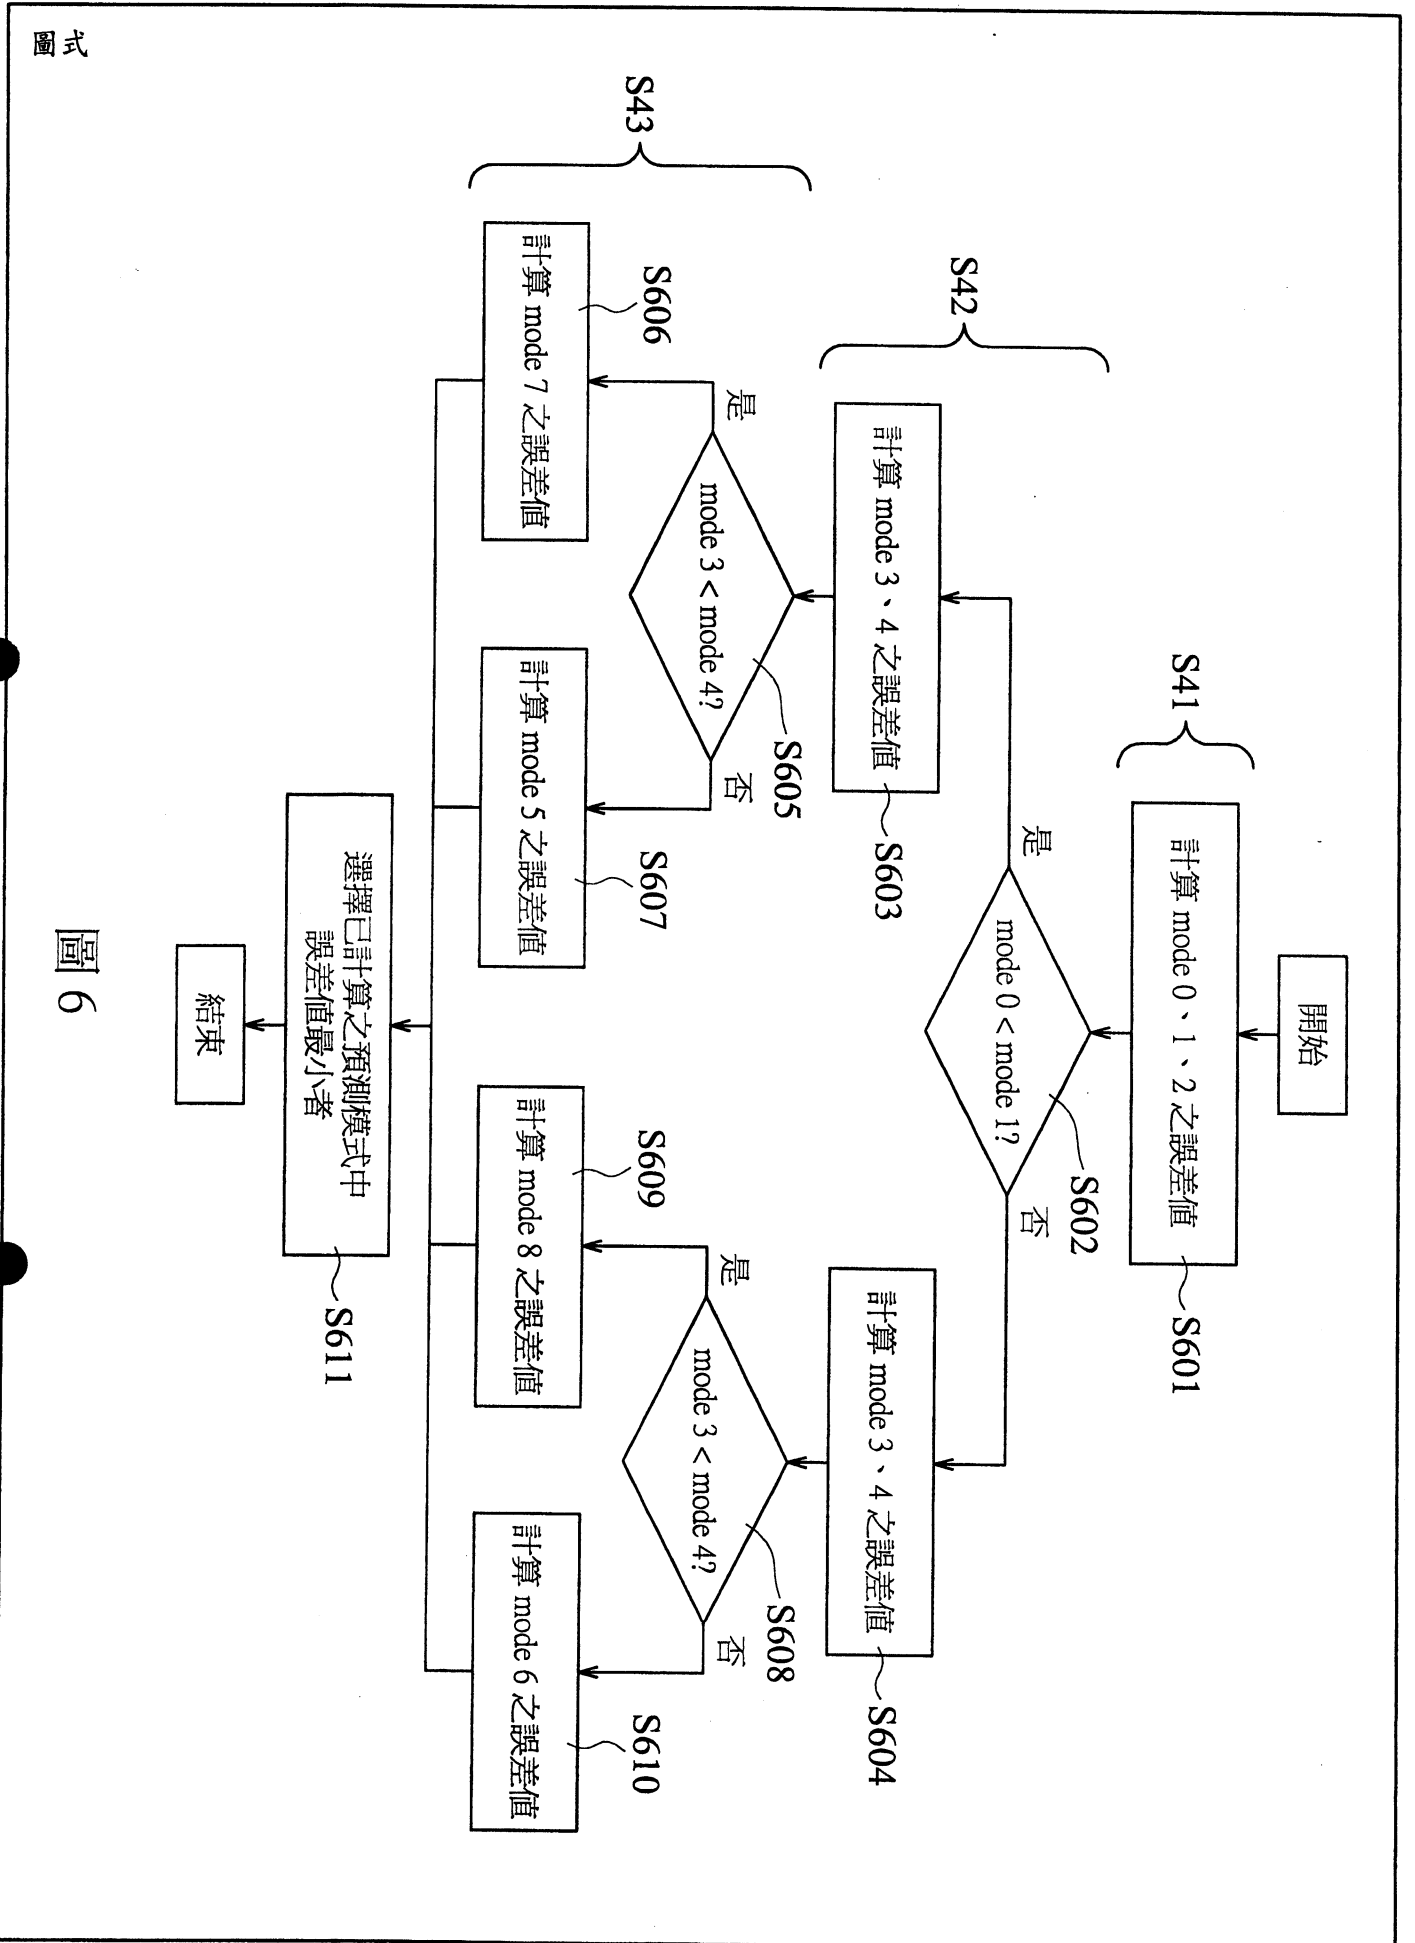 圖式
開始
S41
計算 mode 0、1、2 之誤差值
S601
mode 0 < mode 1?
S602
是
否
S42
計算 mode 3、4 之誤差值
S603
計算 mode 3、4 之誤差值
S604
S43
mode 3 < mode 4?
S605
是
否
mode 3 < mode 4?
S608
是
否
S606
計算 mode 7 之誤差值
S607
計算 mode 5 之誤差值
S609
計算 mode 8 之誤差值
S610
計算 mode 6 之誤差值
選擇已計算之預測模式中
誤差值最小者
S611
結束
圖 6